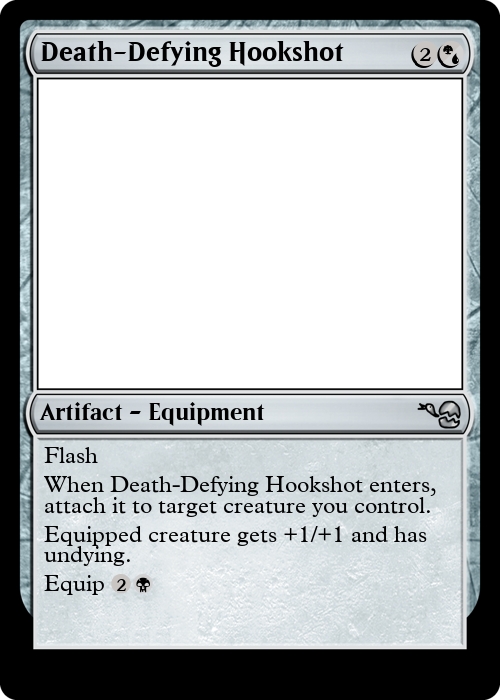 Death-Defying Hookshot 2
Artifact - Equipment
Flash
When Death-Defying Hookshot enters,
attach it to target creature you control.
Equipped creature gets +1/+1 and has
undying.
Equip 2